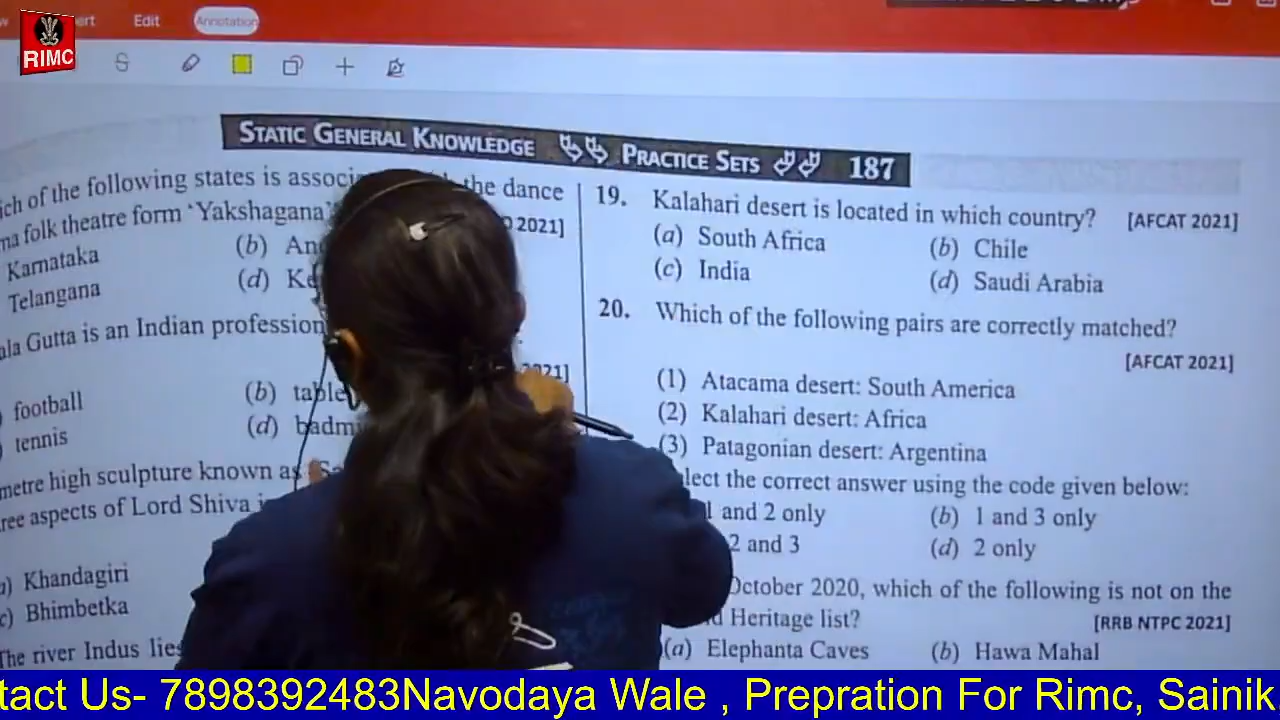 ert Edit Annotation
RIMC
STATIC GENERAL KNOWLEDGE PRACTICE SETS 187
ich of the following states is the dance
ma folk theatre form ‘Yakshagana’ 2021]
Karnataka (b)
Telangana (d)
ala Gutta is an Indian profession
2021]
football (b) table
tennis (d)
metre high sculpture known as
ree aspects of Lord Shiva
a) Khandagiri
c) Bhimbetka
The river Indus lies
19. Kalahari desert is located in which country? [AFCAT 2021]
(a) South Africa (b) Chile
(c) India (d) Saudi Arabia
20. Which of the following pairs are correctly matched?
[AFCAT 2021]
(1) Atacama desert: South America
(2) Kalahari desert: Africa
(3) Patagonian desert: Argentina
lect the correct answer using the code given below:
1 and 2 only (b) 1 and 3 only
2 and 3 (d) 2 only
October 2020, which of the following is not on the
d Heritage list? [RRB NTPC 2021]
(a) Elephanta Caves (b) Hawa Mahal
tact Us- 7898392483Navodaya Wale , Prepration For Rimc, Sainik